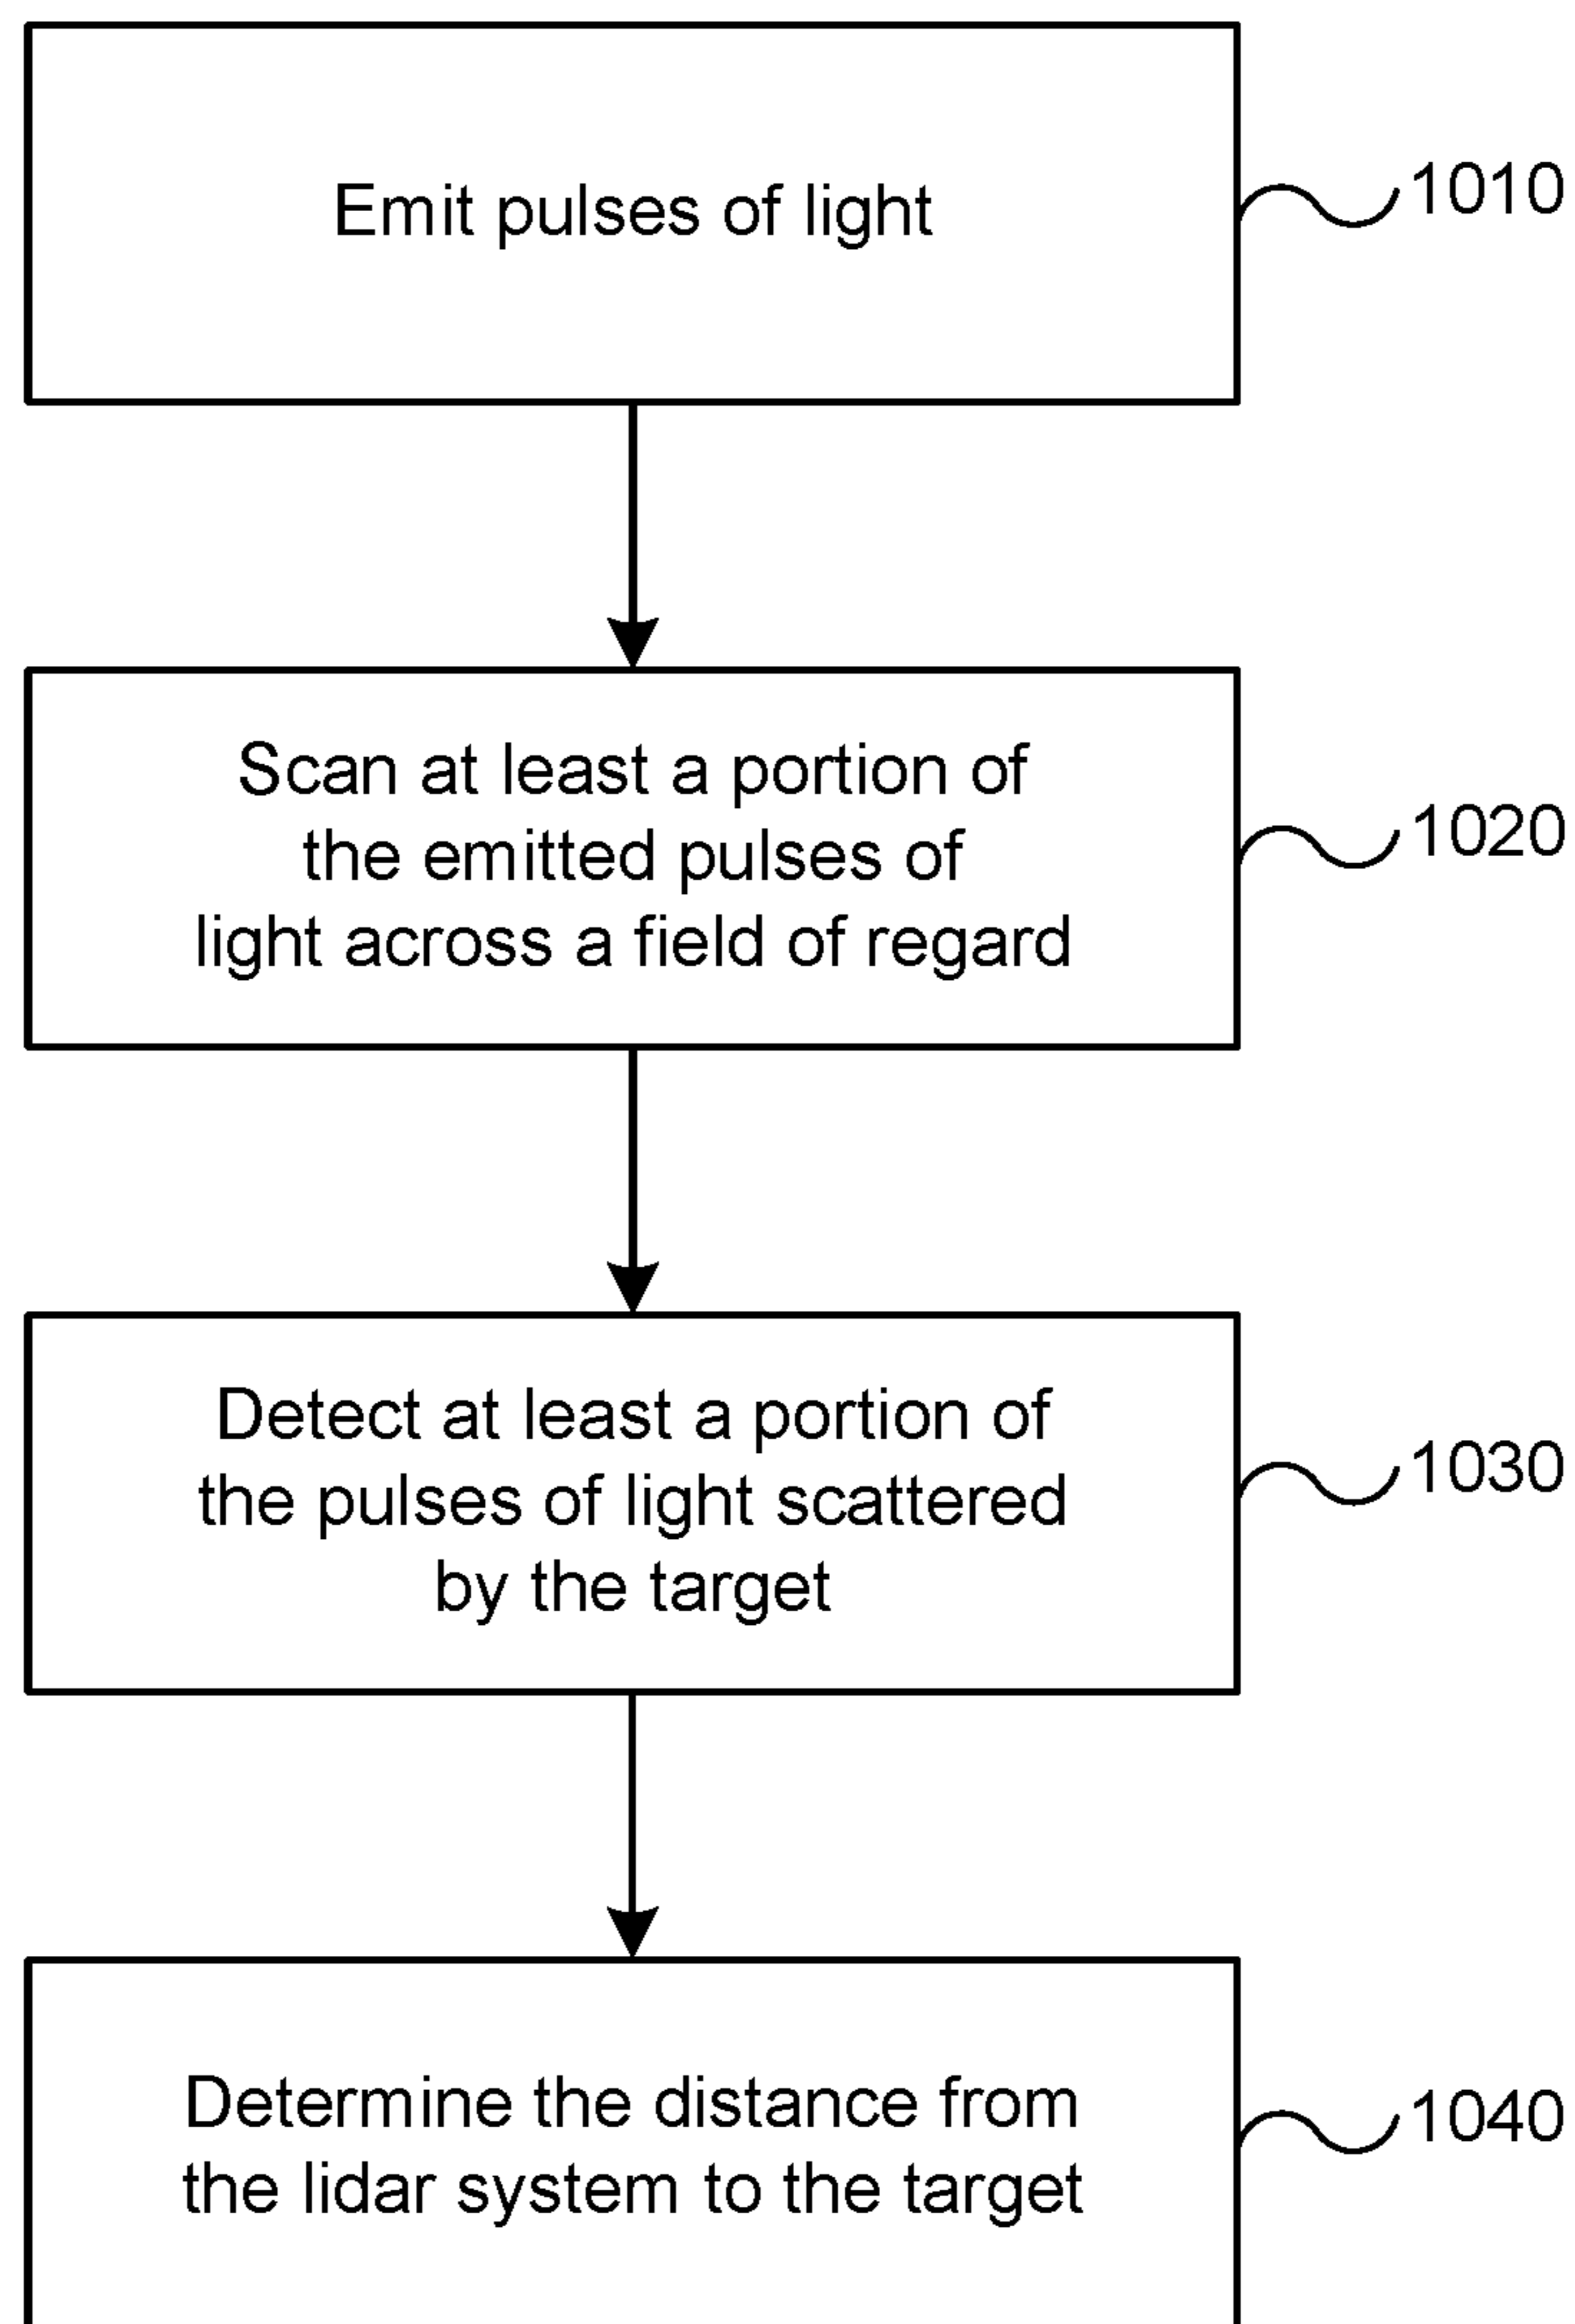 Emit pulses of light
1010
Scan at least a portion of
the emitted pulses of
light across a field of regard
1020
Detect at least a portion of
the pulses of light scattered
by the target
1030
Determine the distance from
the lidar system to the target
1040